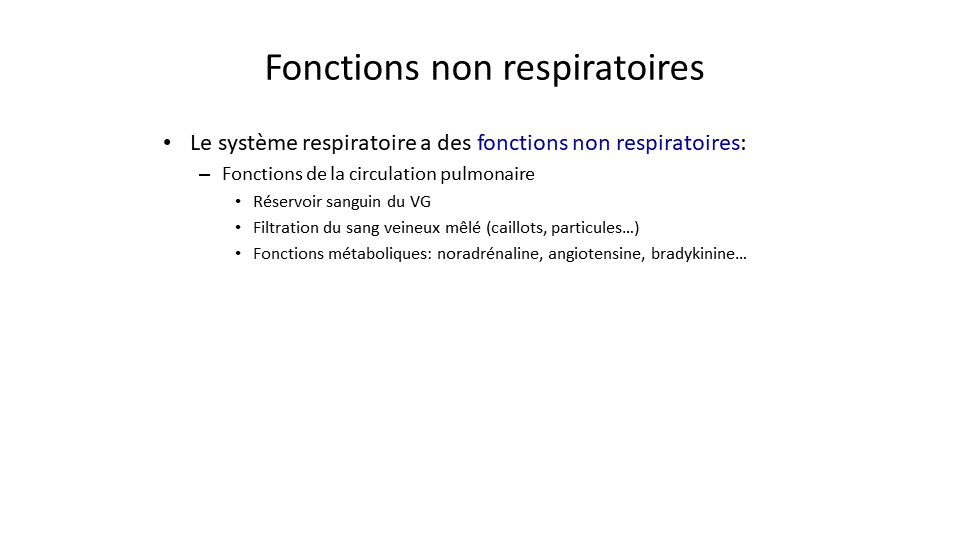 Fonctions non respiratoires
• Le système respiratoire a des fonctions non respiratoires:
– Fonctions de la circulation pulmonaire
• Réservoir sanguin du VG
• Filtration du sang veineux mêlé (caillots, particules…)
• Fonctions métaboliques: noradrénaline, angiotensine, bradykinine…